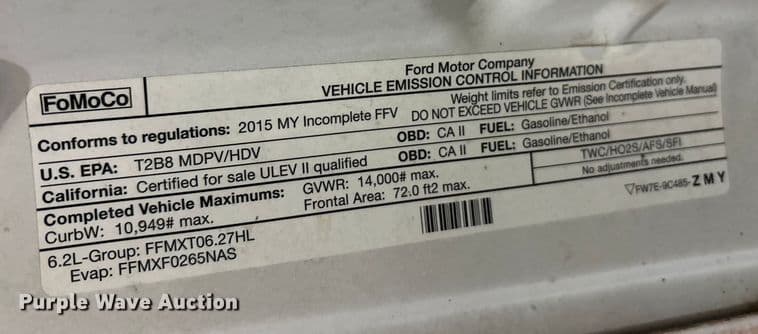 FoMoCo
Ford Motor Company
VEHICLE EMISSION CONTROL INFORMATION
Conforms to regulations: 2015 MY Incomplete FFV
Weight limits refer to Emission Certification only.
DO NOT EXCEED VEHICLE GVWR (See Incomplete Vehicle Manual)
U.S. EPA: T2B8 MDPV/HDV OBD: CA II FUEL: Gasoline/Ethanol
California: Certified for sale ULEV II qualified OBD: CA II FUEL: Gasoline/Ethanol
Completed Vehicle Maximums: GVWR: 14,000# max.
CurbW: 10,949# max. Frontal Area: 72.0 ft2 max.
TWC/HO2S/AFS/SFI
No adjustments needed.
6.2L-Group: FFMXT06.27HL
Evap: FFMXF0265NAS
▽FW7E-9C485-ZMY
Purple Wave Auction